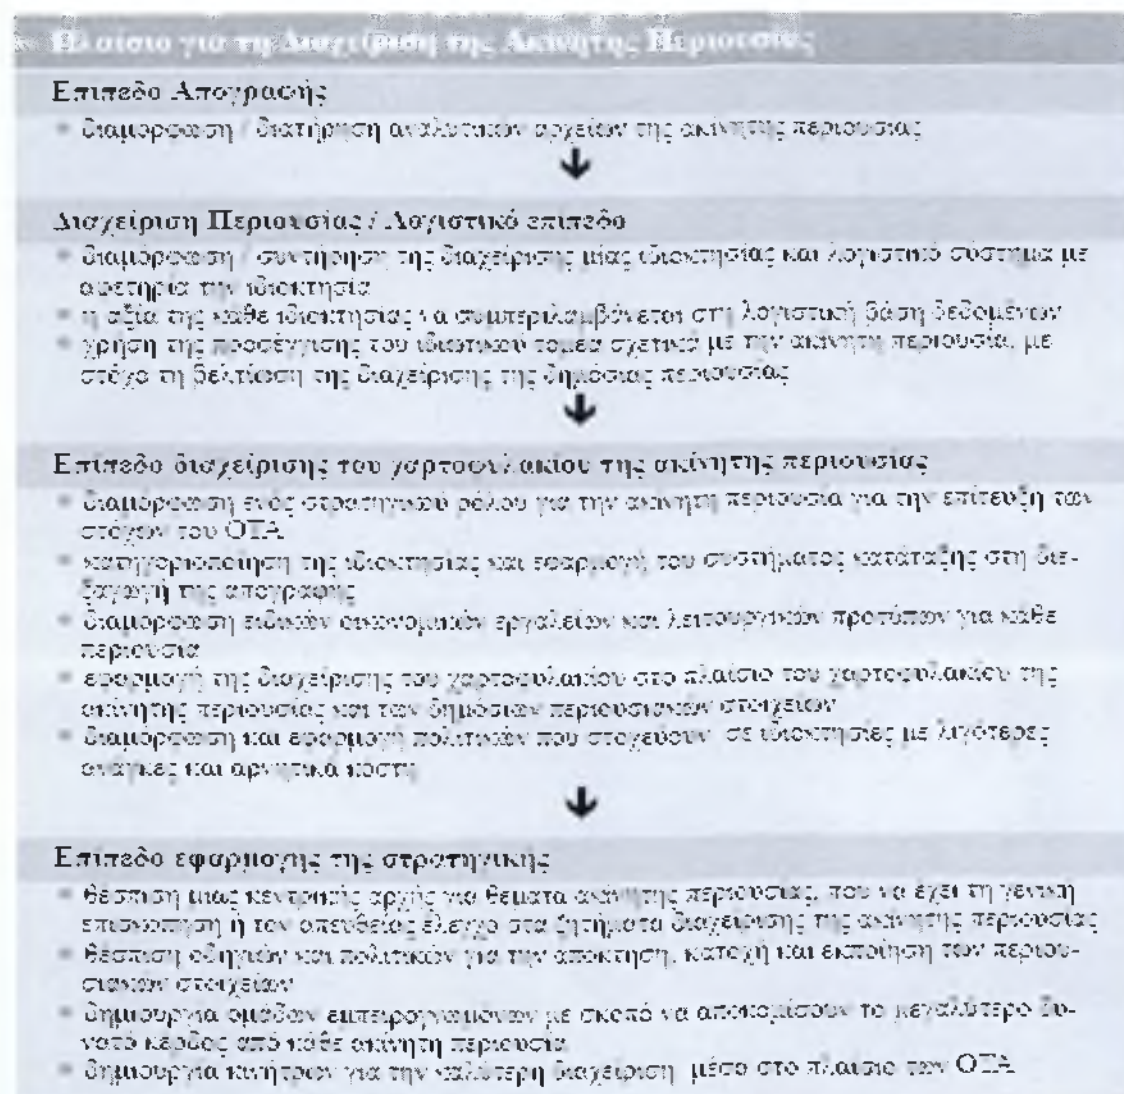 Πλαίσιο για τη Διαχείριση της Ακίνητης Περιουσίας
Επίπεδο Απογραφής
διαμόρφωση / διατήρηση αναλυτικών αρχείων της ακίνητης περιουσίας
Διαχείριση Περιουσίας / Λογιστικό επίπεδο
διαμόρφωση / συντήρηση της διαχείρισης μίας ιδιοκτησίας και λογιστικό σύστημα με
αφετηρία την ιδιοκτησία
η αξία της κάθε ιδιοκτησίας να συμπεριλαμβάνεται στη λογιστική βάση δεδομένων
χρήση της προσέγγισης του ιδιωτικού τομέα σχετικά με την ακίνητη περιουσία, με
στόχο τη βελτίωση της διαχείρισης της δημόσιας περιουσίας
Επίπεδο διαχείρισης του χαρτοφυλακίου της ακίνητης περιουσίας
διαμόρφωση ενός στρατηγικού ρόλου για την ακίνητη περιουσία για την επίτευξη των
στόχων του ΟΤΑ
κατηγοριοποίηση της ιδιοκτησίας και εφαρμογή του συστήματος κατάταξης στη διε-
ξαγωγή της απογραφής
διαμόρφωση ειδικών οικονομικών εργαλείων και λειτουργικών προτύπων για κάθε
περιουσία
εφαρμογή της διαχείρισης του χαρτοφυλακίου στο πλαίσιο του χαρτοφυλακίου της
ακίνητης περιουσίας και των δημόσιων περιουσιακών στοιχείων
διαμόρφωση και εφαρμογή πολιτικών που στοχεύουν σε ιδιοκτησίες με λιγότερες
ανάγκες και αρνητικά κόστη
Επίπεδο εφαρμογής της στρατηγικής
θέσπιση μιας κεντρικής αρχής για θέματα ακίνητης περιουσίας, που να έχει τη γενική
επισκόπηση ή τον απευθείας έλεγχο στα ζητήματα διαχείρισης της ακίνητης περιουσίας
θέσπιση οδηγιών και πολιτικών για την απόκτηση, κατοχή και εκποίηση των περιου-
σιακών στοιχείων
δημιουργία ομάδων εμπειρογνωμόνων με σκοπό να αποκομίσουν το μεγαλύτερο δυ-
νατό κέρδος από κάθε ακίνητη περιουσία
δημιουργία κινήτρων για την καλύτερη διαχείριση μέσα στο πλαίσιο των ΟΤΑ